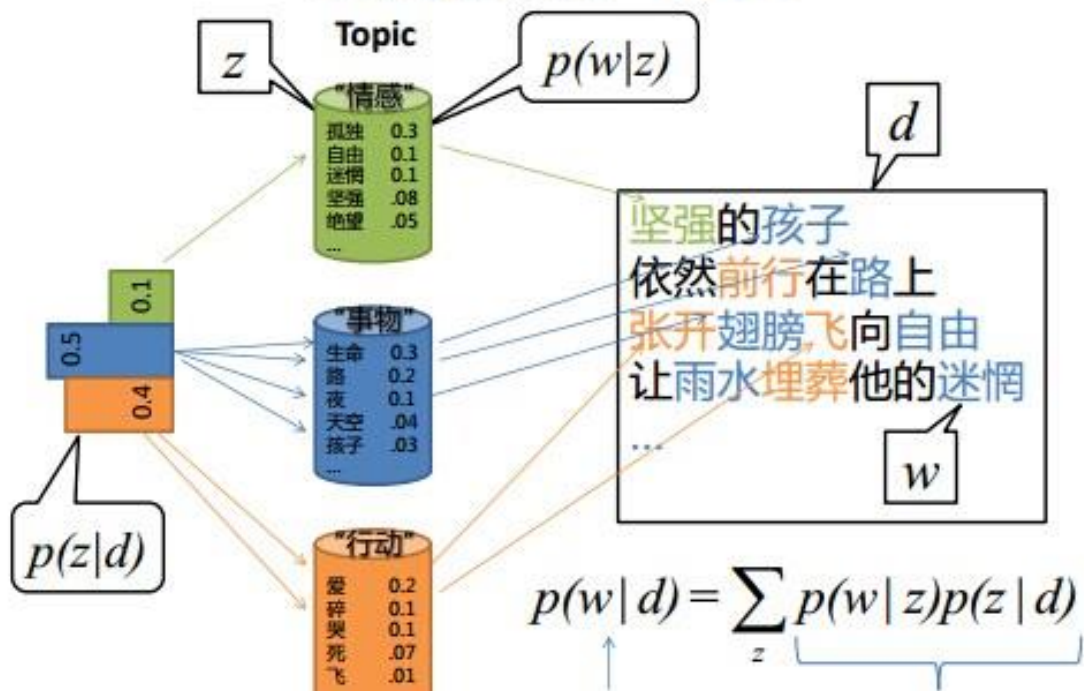 Topic
z
p(w|z)
"情感"
孤独 0.3
自由 0.1
迷惘 0.1
坚强 .08
绝望 .05
...
d
坚强的孩子
依然前行在路上
张开翅膀飞向自由
让雨水埋葬他的迷惘
...
w
0.1
0.5
0.4
p(z|d)
"事物"
生命 0.3
路 0.2
夜 0.1
天空 .04
孩子 .03
...
"行动"
爱 0.2
碎 0.1
哭 0.1
死 .07
飞 .01
p(w|d) = ∑ p(w|z)p(z|d)
z